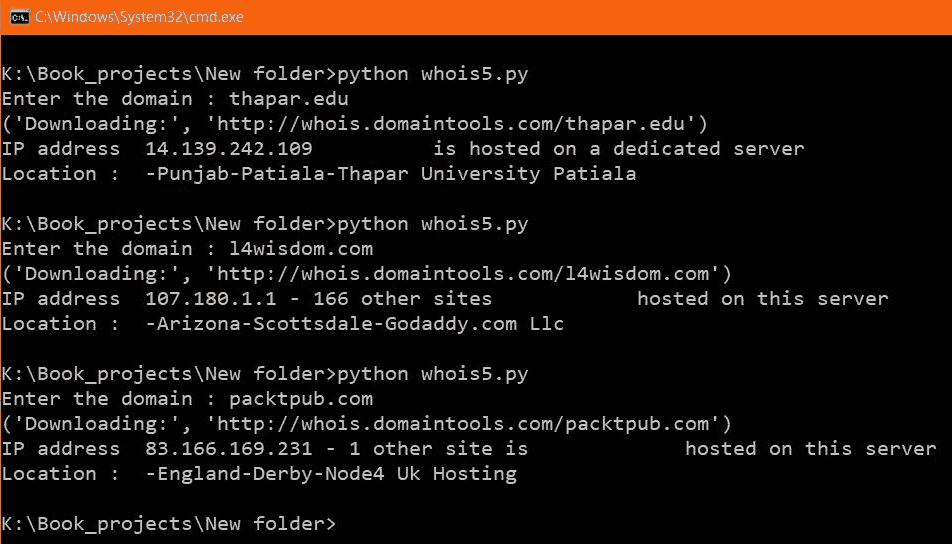 C:\Windows\System32\cmd.exe
K:\Book_projects\New folder>python whois5.py
Enter the domain : thapar.edu
('Downloading:', 'http://whois.domaintools.com/thapar.edu')
IP address  14.139.242.109          is hosted on a dedicated server
Location :  -Punjab-Patiala-Thapar University Patiala
K:\Book_projects\New folder>python whois5.py
Enter the domain : l4wisdom.com
('Downloading:', 'http://whois.domaintools.com/l4wisdom.com')
IP address  107.180.1.1 - 166 other sites            hosted on this server
Location :  -Arizona-Scottsdale-Godaddy.com Llc
K:\Book_projects\New folder>python whois5.py
Enter the domain : packtpub.com
('Downloading:', 'http://whois.domaintools.com/packtpub.com')
IP address  83.166.169.231 - 1 other site is             hosted on this server
Location :  -England-Derby-Node4 Uk Hosting
K:\Book_projects\New folder>